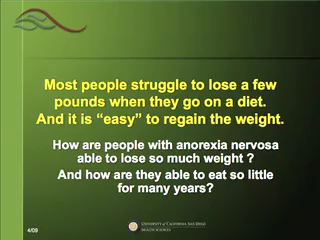 Most people struggle to lose a few
pounds when they go on a diet.
And it is “easy” to regain the weight.
How are people with anorexia nervosa
able to lose so much weight ?
And how are they able to eat so little
for many years?
4/09
University of California, San Diego
Health Sciences